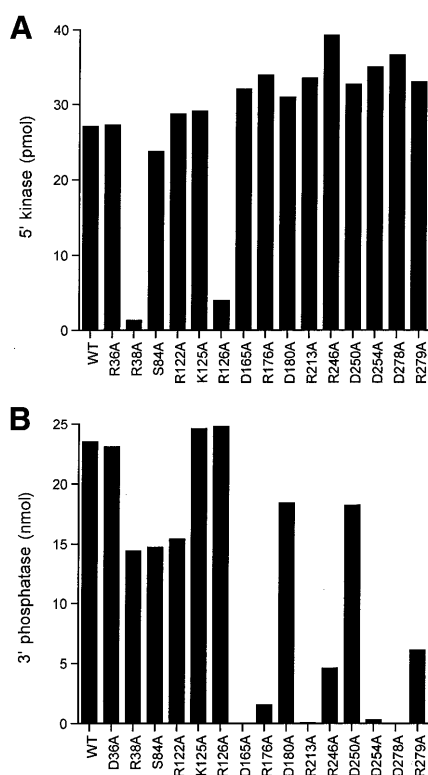 A
5' kinase (pmol)
40
30
20
10
0
WT
R36A
R38A
S84A
R122A
K125A
R126A
D165A
R176A
D180A
R213A
R246A
D250A
D254A
D278A
R279A
B
3' phosphatase (nmol)
25
20
15
10
5
0
WT
D36A
R38A
S84A
R122A
K125A
R126A
D165A
R176A
D180A
R213A
R246A
D250A
D254A
D278A
R279A